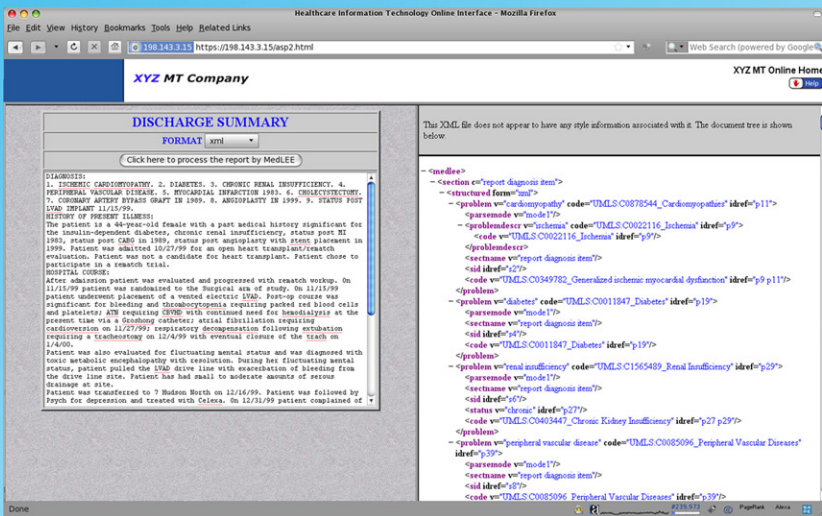 Healthcare Information Technology Online Interface - Mozilla Firefox
File Edit View History Bookmarks Tools Help Related Links
198.143.3.15 https://198.143.3.15/asp2.html
Web Search (powered by Google
XYZ MT Company
XYZ MT Online Home
Help
DISCHARGE SUMMARY
FORMAT xml
Click here to process the report by MedLEE
DIAGNOSIS:
1. ISCHEMIC CARDIOMYOPATHY. 2. DIABETES. 3. CHRONIC RENAL INSUFFICIENCY. 4.
PERIPHERAL VASCULAR DISEASE. 5. MYOCARDIAL INFARCTION 1983. 6. CHOLECYSTECTOMY.
7. CORONARY ARTERY BYPASS GRAFT IN 1989. 8. ANGIOPLASTY IN 1999. 9. STATUS POST
LVAD IMPLANT 11/15/99.
HISTORY OF PRESENT ILLNESS:
The patient is a 44-year-old female with a past medical history significant for
the insulin-dependent diabetes, chronic renal insufficiency, status post MI
1983, status post CABG in 1989, status post angioplasty with stent placement in
1999. Patient was admitted 10/27/99 for an open heart transplant/rematch
evaluation. Patient was not a candidate for heart transplant. Patient chose to
participate in a rematch trial.
HOSPITAL COURSE:
After admission patient was evaluated and progressed with rematch workup. On
11/15/99 patient was randomized to the Surgical arm of study. On 11/15/99
patient underwent placement of a vented electric LVAD. Post-op course was
significant for bleeding and thrombocytopenia requiring packed red blood cells
and platelets; ATN requiring CBVHD with continued need for hemodialysis at the
present time via a Groshong catheter; atrial fibrillation requiring
cardioversion on 11/27/99; respiratory decompensation following extubation
requiring a tracheostomy on 12/4/99 with eventual closure of the trach on
1/4/00.
Patient was also evaluated for fluctuating mental status and was diagnosed with
toxic metabolic encephalopathy with resolution. During her fluctuating mental
status, patient pulled the LVAD drive line with exacerbation of bleeding from
the drive line site. Patient has had small to moderate amounts of serous
drainage at site.
Patient was transferred to 7 Hudson North on 12/16/99. Patient was followed by
Psych for depression and treated with Celexa. On 12/31/99 patient complained of
This XML file does not appear to have any style information associated with it. The document tree is shown
below.
- <medlee>
- <section c="report diagnosis item">
- <structured form="xml">
- <problem v="cardiomyopathy" code="UMLS:C0878544_Cardiomyopathies" idref="p11">
<parsemode v="mode1"/>
- <problemdescr v="ischemia" code="UMLS:C0022116_Ischemia" idref="p9">
<code v="UMLS:C0022116_Ischemia" idref="p9"/>
</problemdescr>
<sectname v="report diagnosis item"/>
<sid idref="s2"/>
<code v="UMLS:C0349782_Generalized ischemic myocardial dysfunction" idref="p9 p11"/>
</problem>
- <problem v="diabetes" code="UMLS:C0011847_Diabetes" idref="p19">
<parsemode v="mode1"/>
<sectname v="report diagnosis item"/>
<sid idref="s4"/>
<code v="UMLS:C0011847_Diabetes" idref="p19"/>
</problem>
- <problem v="renal insufficiency" code="UMLS:C1565489_Renal Insufficiency" idref="p29">
<parsemode v="mode1"/>
<sectname v="report diagnosis item"/>
<sid idref="s6"/>
<status v="chronic" idref="p27"/>
<code v="UMLS:C0403447_Chronic Kidney Insufficiency" idref="p27 p29"/>
</problem>
- <problem v="peripheral vascular disease" code="UMLS:C0085096_Peripheral Vascular Diseases"
idref="p39">
<parsemode v="mode1"/>
<sectname v="report diagnosis item"/>
<sid idref="s8"/>
<code v="UMLS:C0085096_Peripheral Vascular Diseases" idref="p39"/>
Done
#239,973
PageRank
Alexa